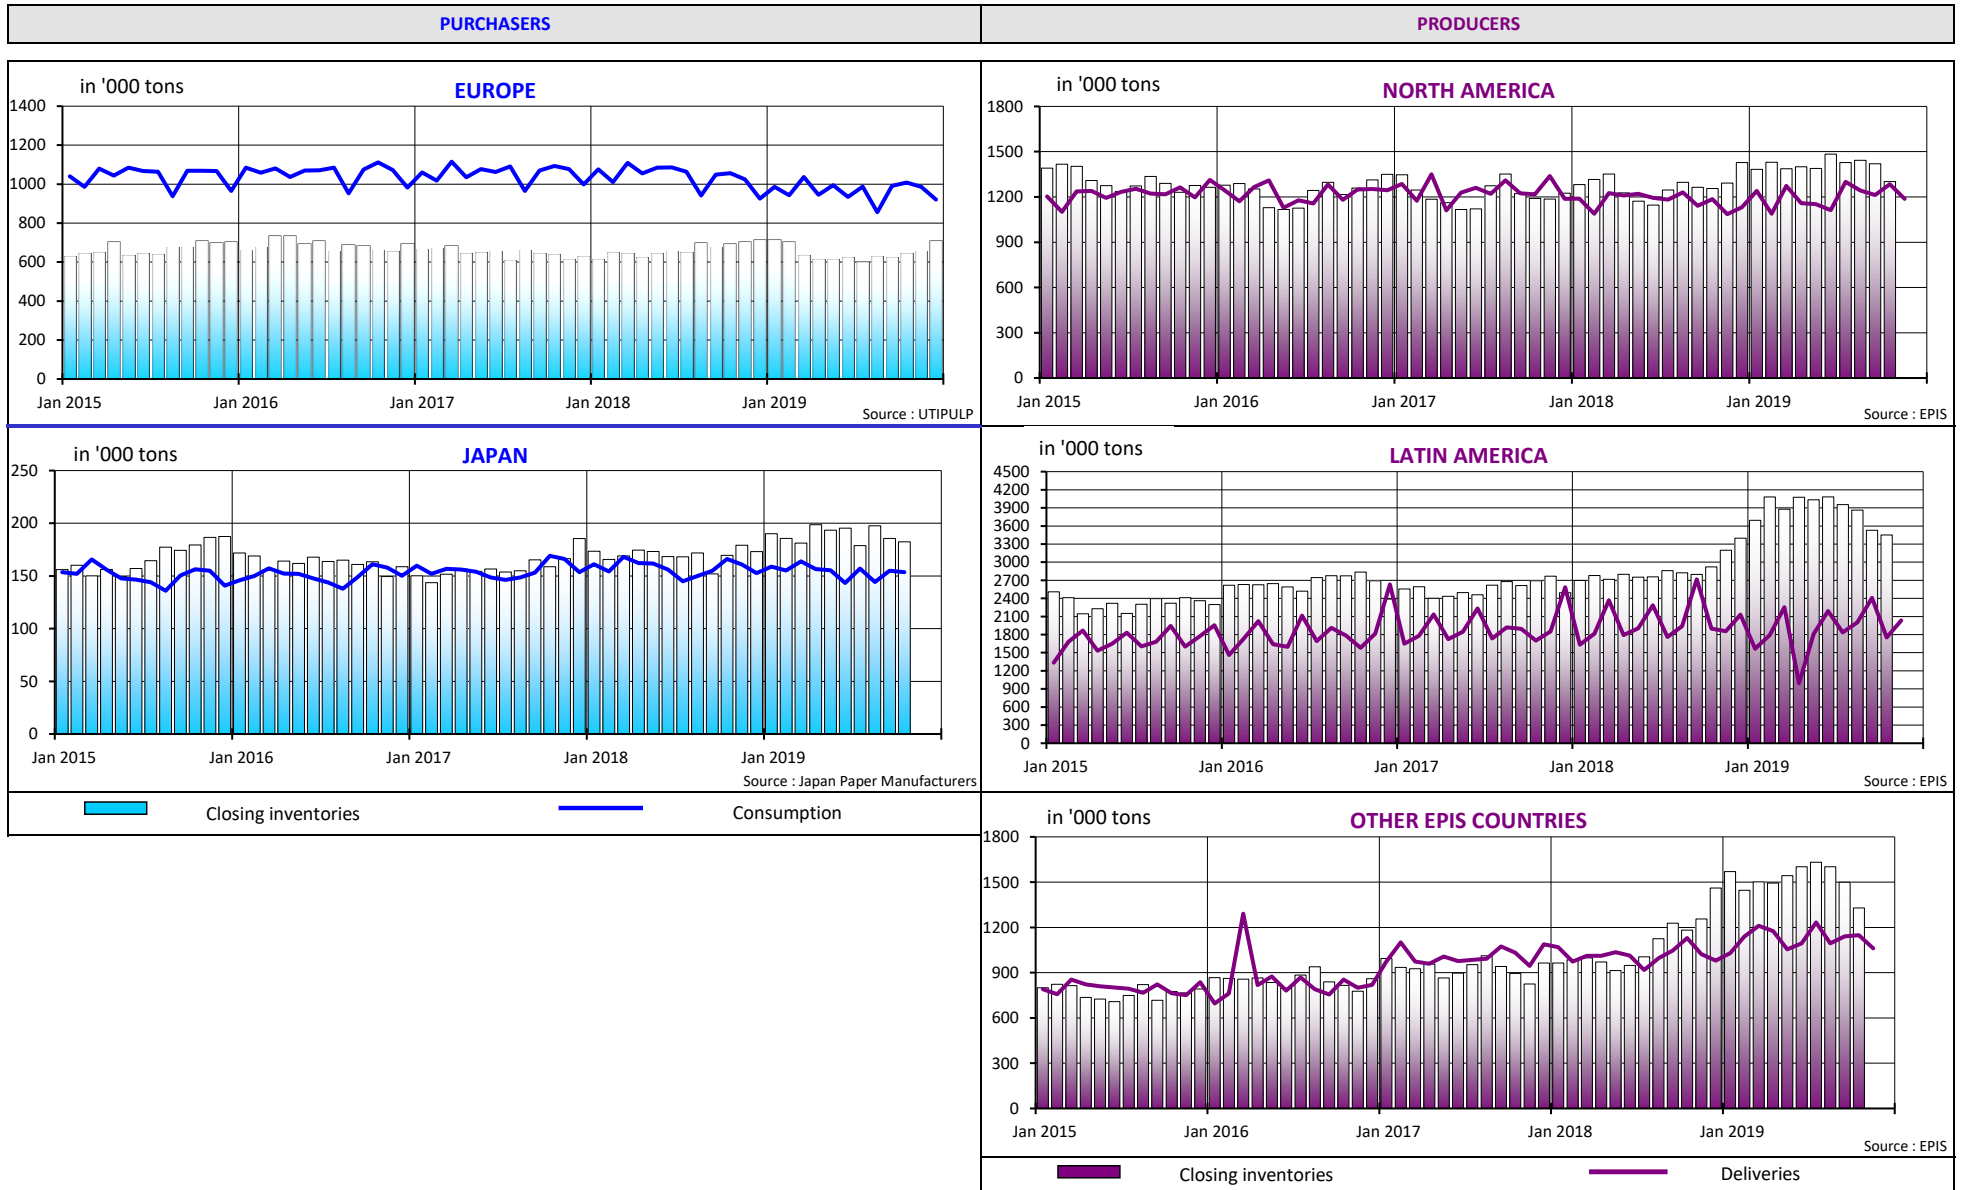 PURCHASERS
PRODUCERS
in '000 tons
EUROPE
1400
1200
1000
800
600
400
200
0
Jan 2015 Jan 2016 Jan 2017 Jan 2018 Jan 2019
Source : UTIPULP
in '000 tons
NORTH AMERICA
1800
1500
1200
900
600
300
0
Jan 2015 Jan 2016 Jan 2017 Jan 2018 Jan 2019
Source : EPIS
in '000 tons
JAPAN
250
200
150
100
50
0
Jan 2015 Jan 2016 Jan 2017 Jan 2018 Jan 2019
Source : Japan Paper Manufacturers
Closing inventories Consumption
in '000 tons
LATIN AMERICA
4500
4200
3900
3600
3300
3000
2700
2400
2100
1800
1500
1200
900
600
300
0
Jan 2015 Jan 2016 Jan 2017 Jan 2018 Jan 2019
Source : EPIS
in '000 tons
OTHER EPIS COUNTRIES
1800
1500
1200
900
600
300
0
Jan 2015 Jan 2016 Jan 2017 Jan 2018 Jan 2019
Source : EPIS
Closing inventories Deliveries